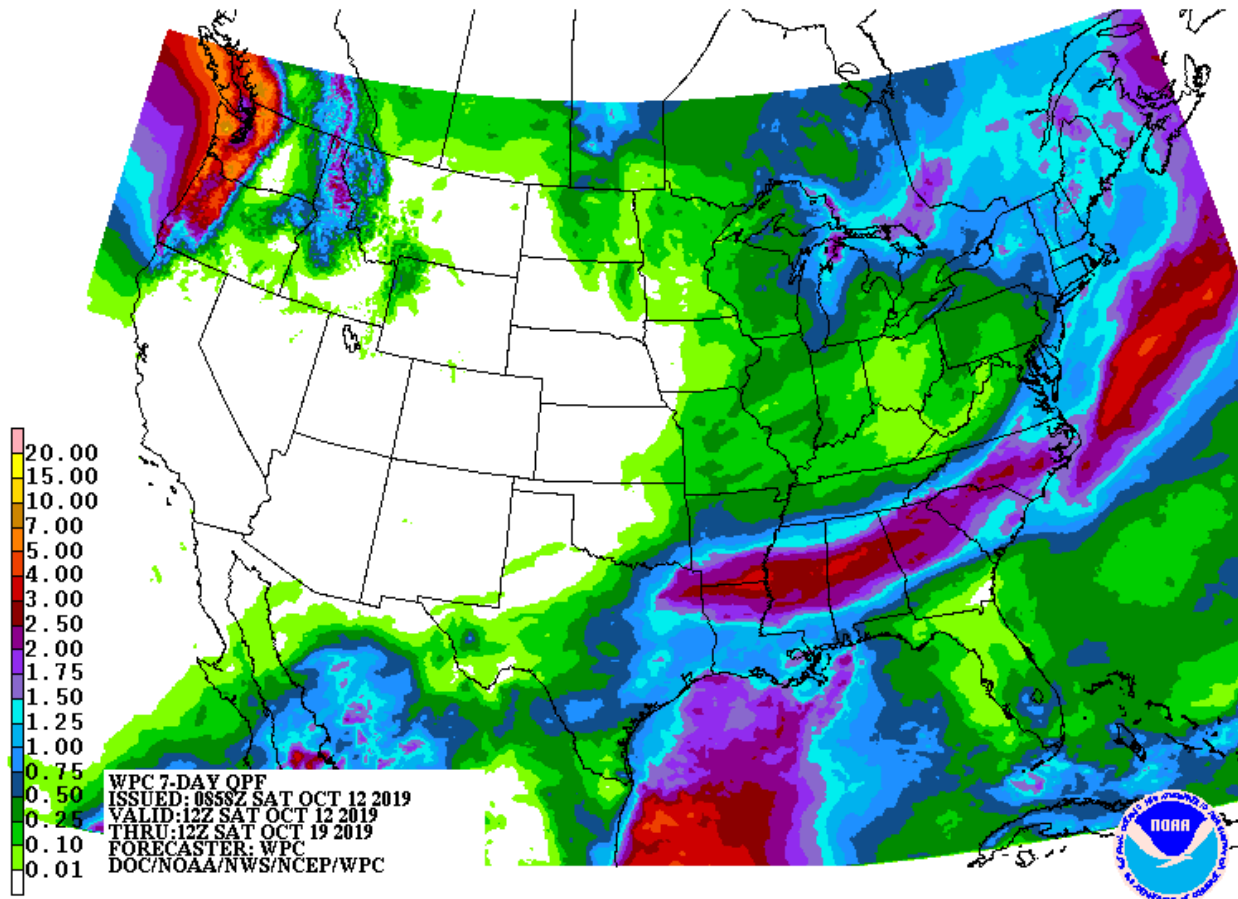 20.00
15.00
10.00
7.00
5.00
4.00
3.00
2.50
2.00
1.75
1.50
1.25
1.00
0.75
0.50
0.25
0.10
0.01
WPC 7-DAY QPF
ISSUED: 0858Z SAT OCT 12 2019
VALID:12Z SAT OCT 12 2019
THRU:12Z SAT OCT 19 2019
FORECASTER: WPC
DOC/NOAA/NWS/NCEP/WPC
NOAA